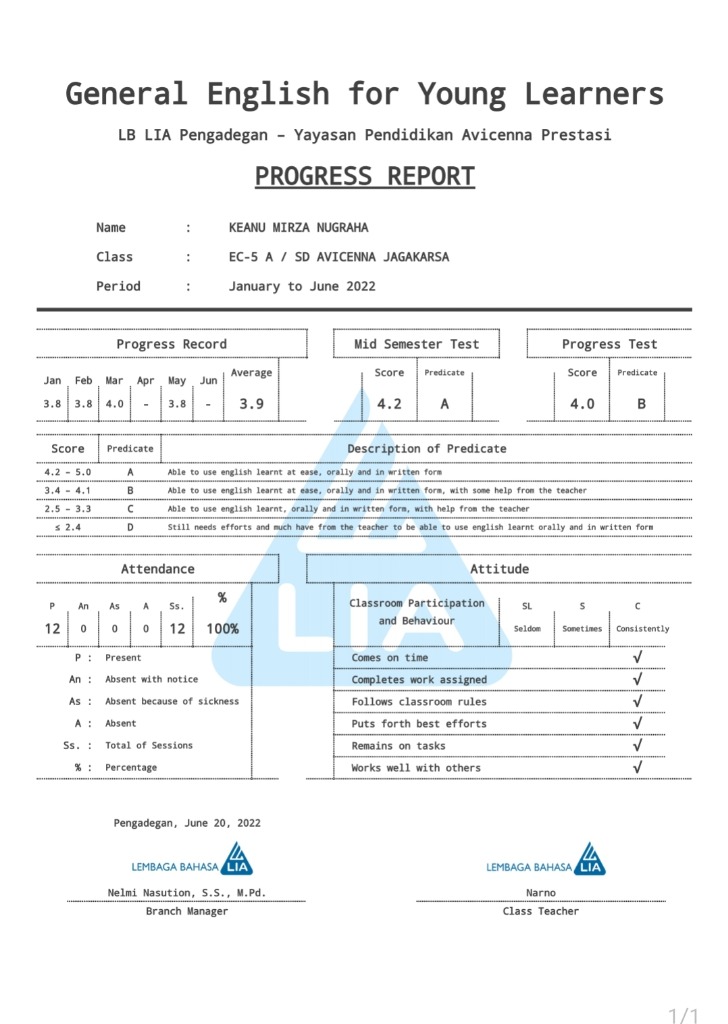 General English for Young Learners
LB LIA Pengadegan – Yayasan Pendidikan Avicenna Prestasi
PROGRESS REPORT
Name : KEANU MIRZA NUGRAHA
Class : EC-5 A / SD AVICENNA JAGAKARSA
Period : January to June 2022
Progress Record Mid Semester Test Progress Test
Jan Feb Mar Apr May Jun Average Score Predicate Score Predicate
3.8 3.8 4.0 - 3.8 - 3.9 4.2 A 4.0 B
Score Predicate Description of Predicate
4.2 – 5.0 A Able to use english learnt at ease, orally and in written form
3.4 – 4.1 B Able to use english learnt at ease, orally and in written form, with some help from the teacher
2.5 – 3.3 C Able to use english learnt, orally and in written form, with help from the teacher
≤ 2.4 D Still needs efforts and much have from the teacher to be able to use english learnt orally and in written form
Attendance Attitude
P An As A Ss. % Classroom Participation and Behaviour SL S C
12 0 0 0 12 100% Seldom Sometimes Consistently
P : Present Comes on time √
An : Absent with notice Completes work assigned √
As : Absent because of sickness Follows classroom rules √
A : Absent Puts forth best efforts √
Ss. : Total of Sessions Remains on tasks √
% : Percentage Works well with others √
LIA
Pengadegan, June 20, 2022
LEMBAGA BAHASA LIA LEMBAGA BAHASA LIA
Nelmi Nasution, S.S., M.Pd. Narno
Branch Manager Class Teacher
1/1